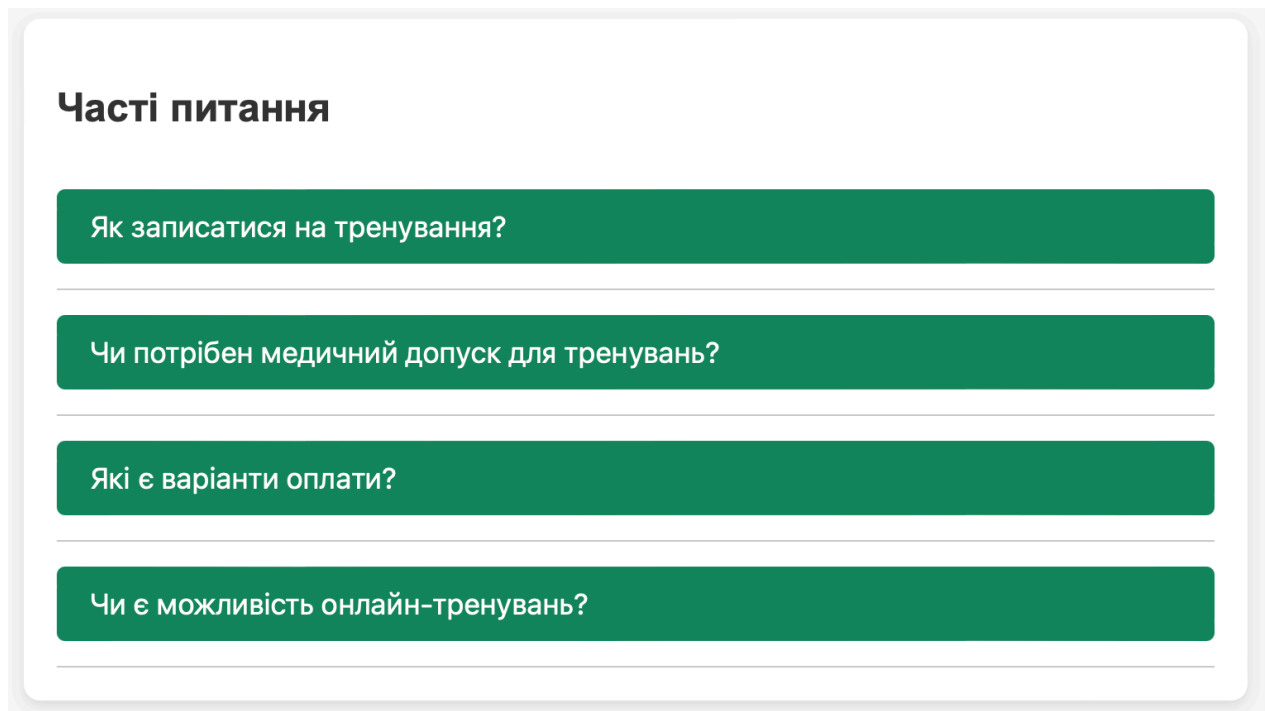 Часті питання
Як записатися на тренування?
Чи потрібен медичний допуск для тренувань?
Які є варіанти оплати?
Чи є можливість онлайн-тренувань?